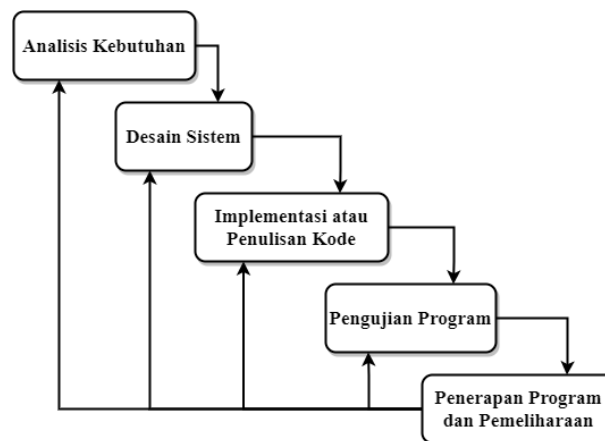 Analisis Kebutuhan
Desain Sistem
Implementasi atau
Penulisan Kode
Pengujian Program
Penerapan Program
dan Pemeliharaan